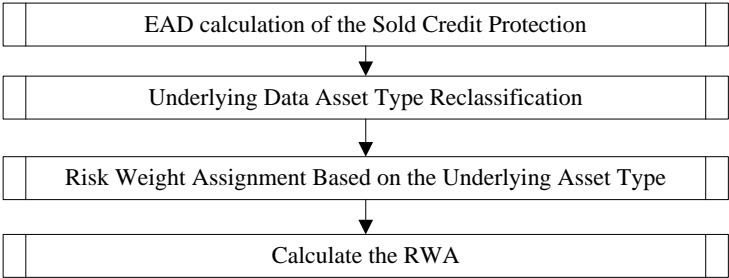 EAD calculation of the Sold Credit Protection
Underlying Data Asset Type Reclassification
Risk Weight Assignment Based on the Underlying Asset Type
Calculate the RWA